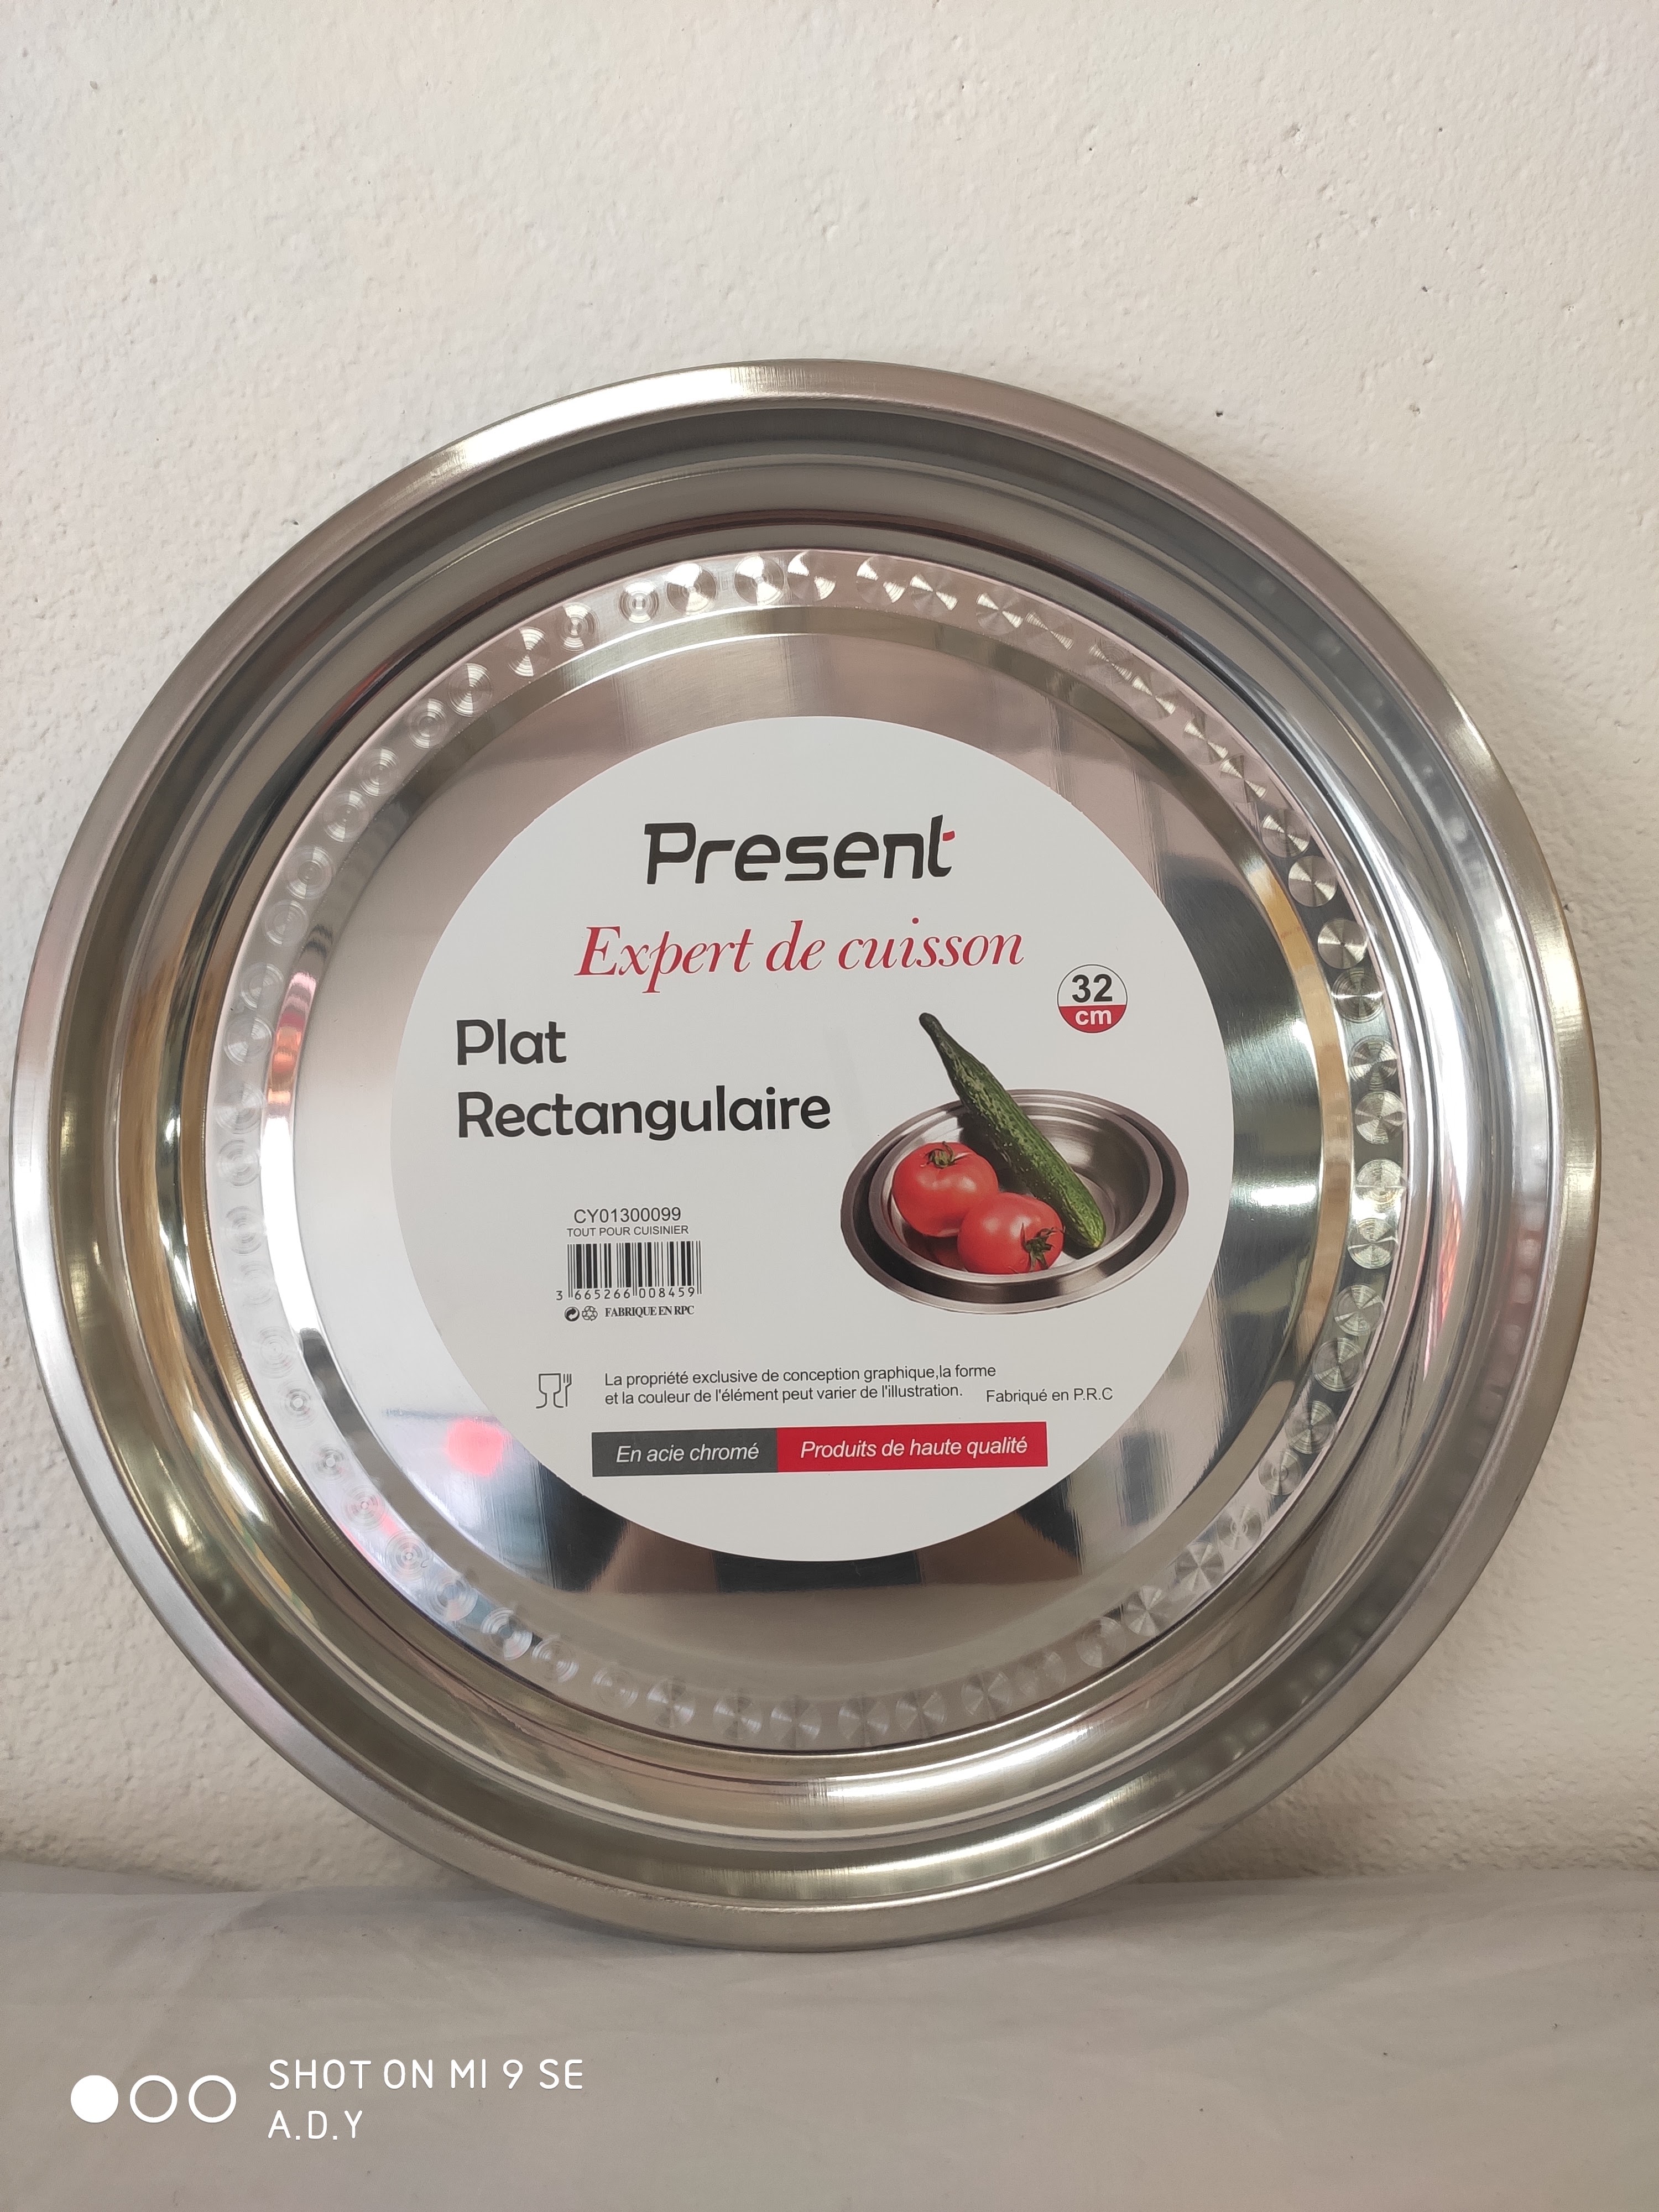 Present
Expert de cuisson
32
cm
Plat
Rectangulaire
CY01300099
TOUT POUR CUISINIER
3 665266 008459
FABRIQUE EN RPC
La propriété exclusive de conception graphique,la forme
et la couleur de l'élément peut varier de l'illustration.
Fabriqué en P.R.C
En acie chromé
Produits de haute qualité
SHOT ON MI 9 SE
A.D.Y